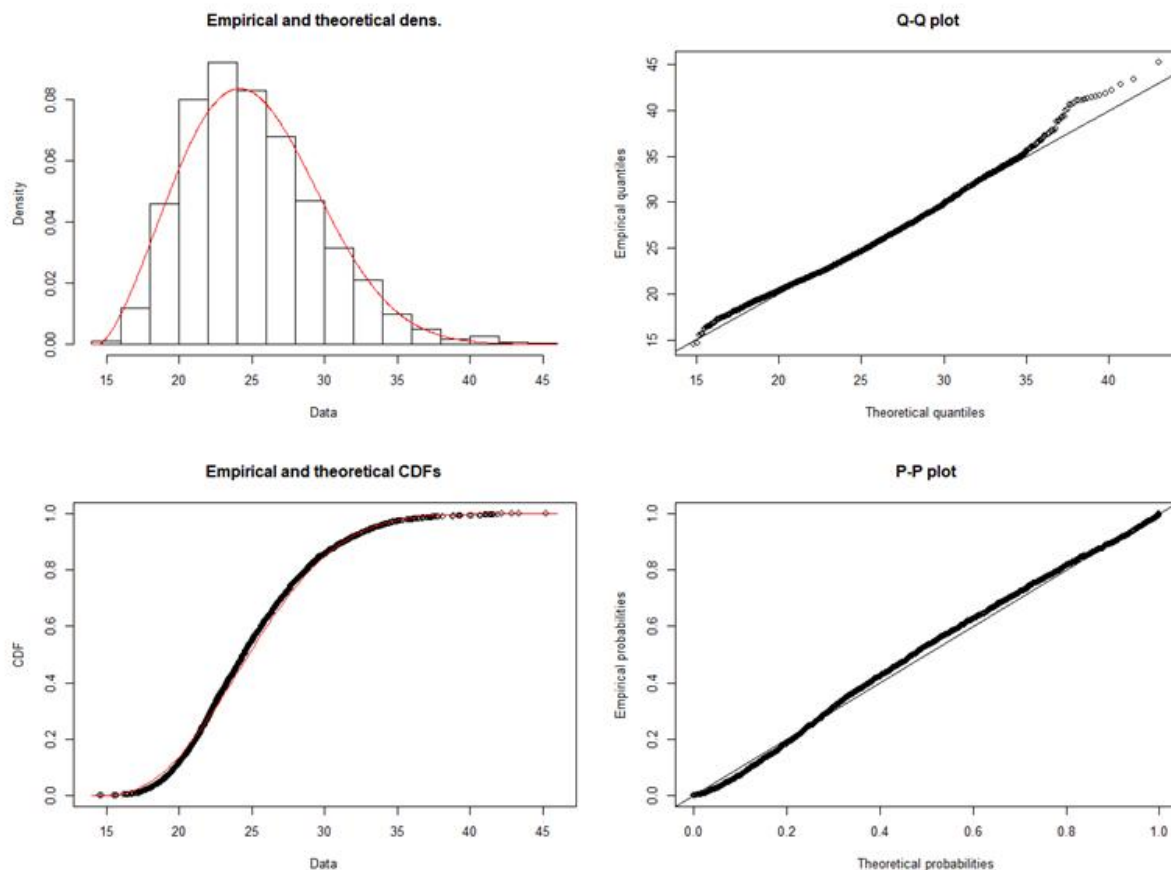 Empirical and theoretical dens.
Density
0.00
0.02
0.04
0.06
0.08
15 20 25 30 35 40 45
Data
Q-Q plot
Empirical quantiles
15
20
25
30
35
40
45
15 20 25 30 35 40
Theoretical quantiles
Empirical and theoretical CDFs
CDF
0.0
0.2
0.4
0.6
0.8
1.0
15 20 25 30 35 40 45
Data
P-P plot
Empirical probabilities
0.0
0.2
0.4
0.6
0.8
1.0
0.0 0.2 0.4 0.6 0.8 1.0
Theoretical probabilities